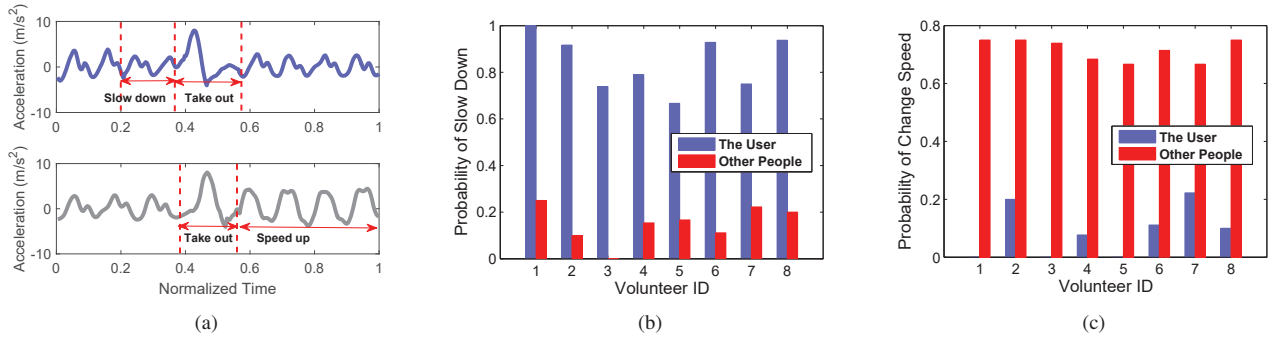 Acceleration (m/s²)
10
0
-10
Slow down
Take out
0 0.2 0.4 0.6 0.8 1
Acceleration (m/s²)
10
0
-10
Take out
Speed up
0 0.2 0.4 0.6 0.8 1
Normalized Time
(a)
Probability of Slow Down
1
0.8
0.6
0.4
0.2
0
The User
Other People
1 2 3 4 5 6 7 8
Volunteer ID
(b)
Probability of Change Speed
0.8
0.6
0.4
0.2
0
The User
Other People
1 2 3 4 5 6 7 8
Volunteer ID
(c)